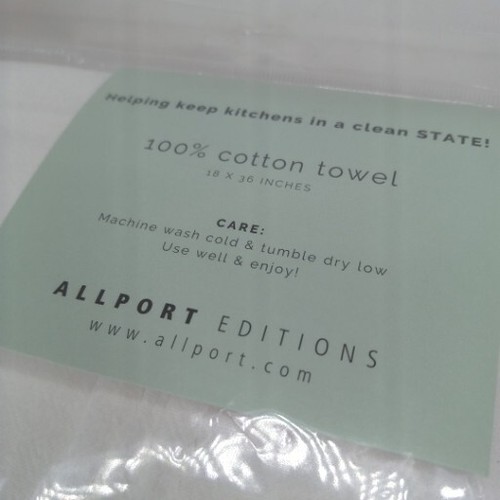 Helping keep kitchens in a clean STATE!
100% cotton towel
18 X 36 INCHES
CARE:
Machine wash cold & tumble dry low
Use well & enjoy!
ALLPORT EDITIONS
www.allport.com